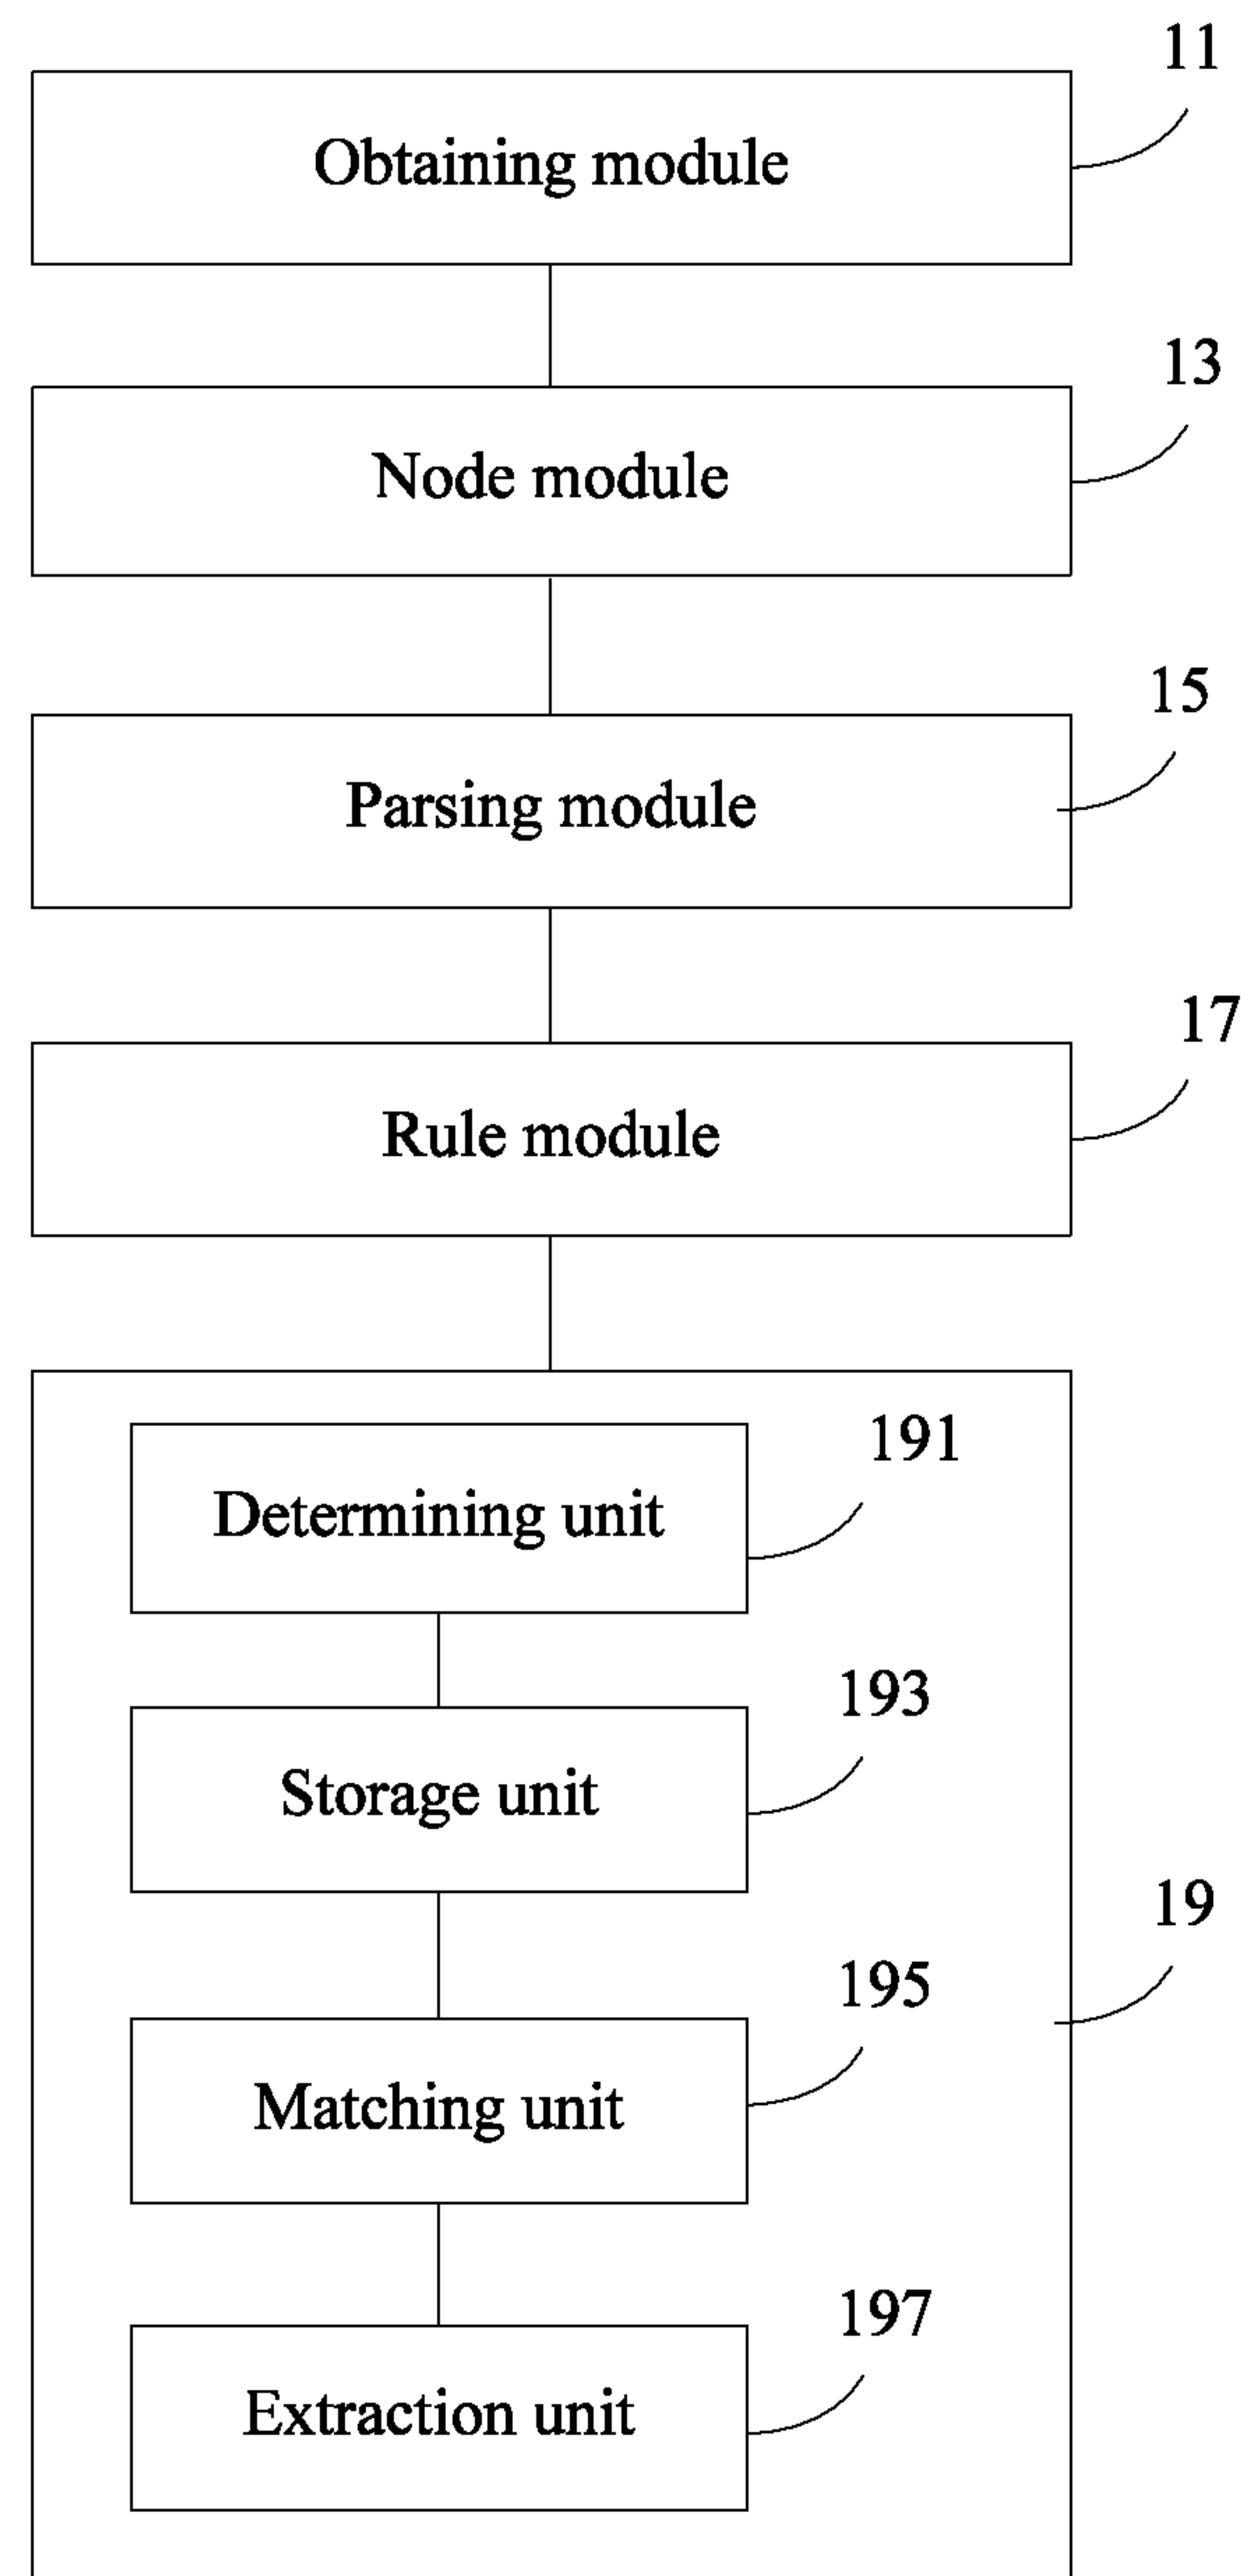 11
Obtaining module
13
Node module
15
Parsing module
17
Rule module
191
Determining unit
193
Storage unit
19
195
Matching unit
197
Extraction unit